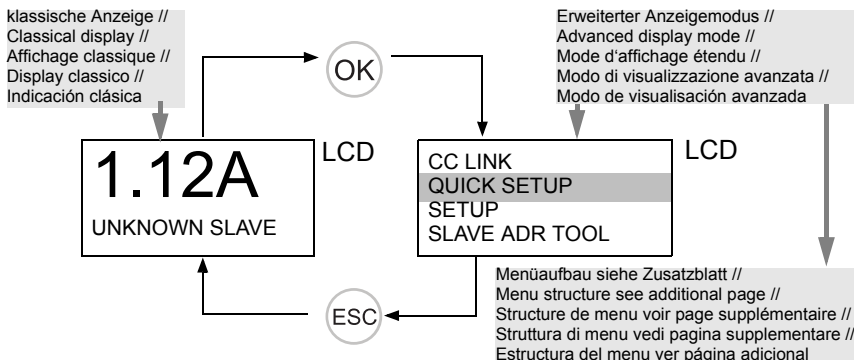 klassische Anzeige //
Classical display //
Affichage classique //
Display classico //
Indicación clásica
OK
Erweiterter Anzeigemodus //
Advanced display mode //
Mode d'affichage étendu //
Modo di visualizzazione avanzata //
Modo de visualisación avanzada
1.12A
UNKNOWN SLAVE
LCD
CC LINK
QUICK SETUP
SETUP
SLAVE ADR TOOL
LCD
ESC
Menüaufbau siehe Zusatzblatt //
Menu structure see additional page //
Structure de menu voir page supplémentaire //
Struttura di menu vedi pagina supplementare //
Estructura del menu ver página adicional